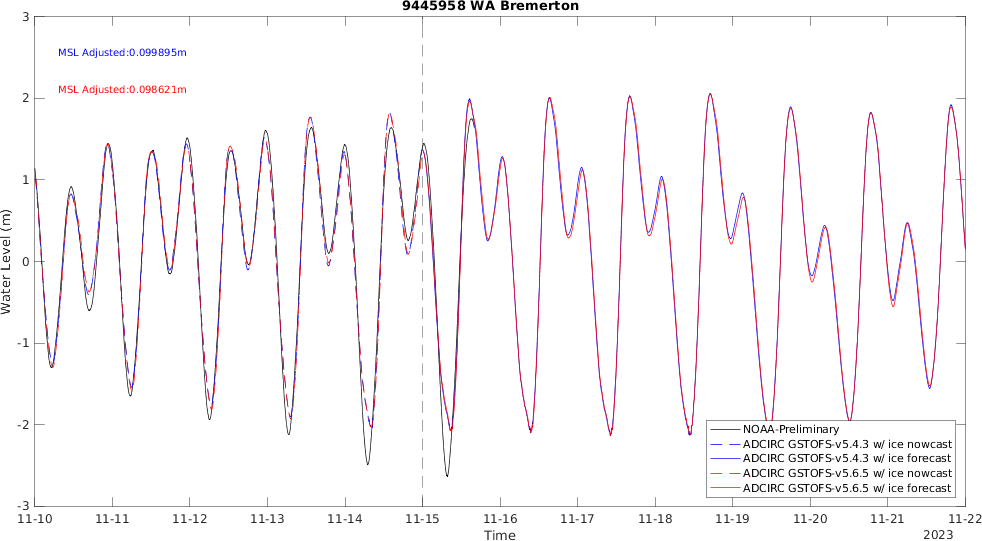 9445958 WA Bremerton
MSL Adjusted:0.099895m
MSL Adjusted:0.098621m
Water Level (m)
3
2
1
0
-1
-2
-3
NOAA-Preliminary
ADCIRC GSTOFS-v5.4.3 w/ ice nowcast
ADCIRC GSTOFS-v5.4.3 w/ ice forecast
ADCIRC GSTOFS-v5.6.5 w/ ice nowcast
ADCIRC GSTOFS-v5.6.5 w/ ice forecast
11-10 11-11 11-12 11-13 11-14 11-15 11-16 11-17 11-18 11-19 11-20 11-21 11-22
Time
2023